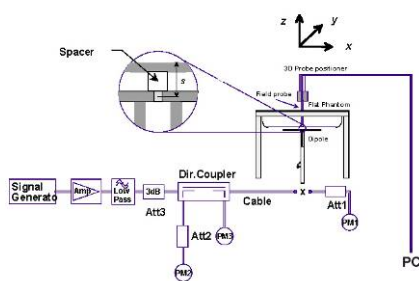 z
y
x
Spacer
s
3D Probe positioner
Field probe
Flat Phantom
Dipole
Signal
Generato
Amp
Low
Pass
3dB
Dir.Coupler
Cable
x
Att1
Att3
Att2
PM3
PM1
PM2
PC